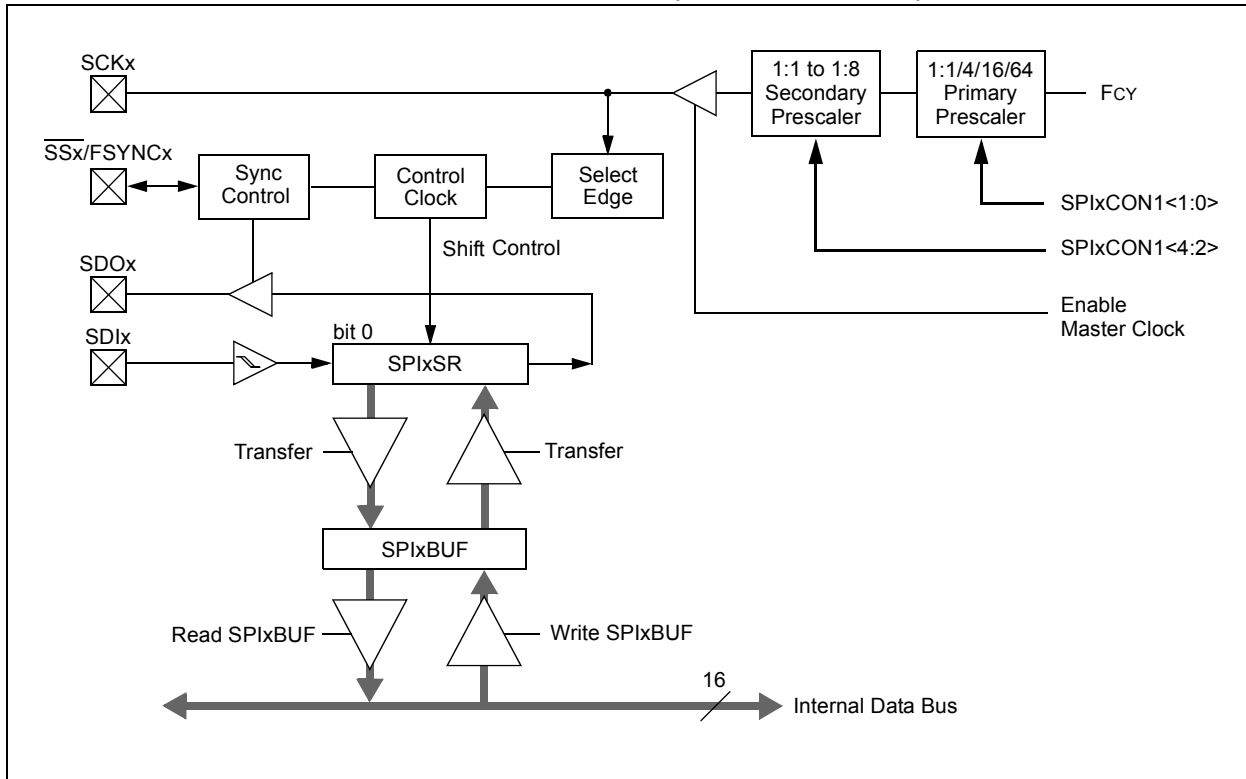 SCKx
1:1 to 1:8
Secondary
Prescaler
1:1/4/16/64
Primary
Prescaler
FCY
SSx/FSYNCx
Sync
Control
Control
Clock
Select
Edge
SPIxCON1<1:0>
Shift Control
SPIxCON1<4:2>
SDOx
Enable
Master Clock
SDIx
bit 0
SPIxSR
Transfer
Transfer
SPIxBUF
Read SPIxBUF
Write SPIxBUF
16
Internal Data Bus